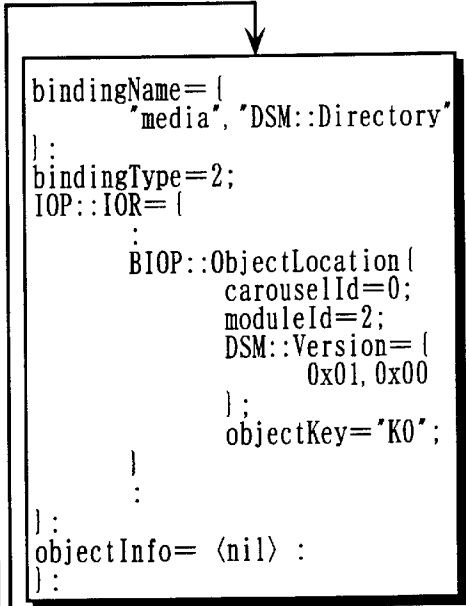 bindingName={
"media", "DSM::Directory"
} :
bindingType=2;
IOP::IOR= {
:
BIOP::ObjectLocation{
carouselId=0;
moduleId=2;
DSM::Version= {
0x01, 0x00
} ;
objectKey="K0";
}
:
} :
objectInfo= 〈nil〉 :
} :